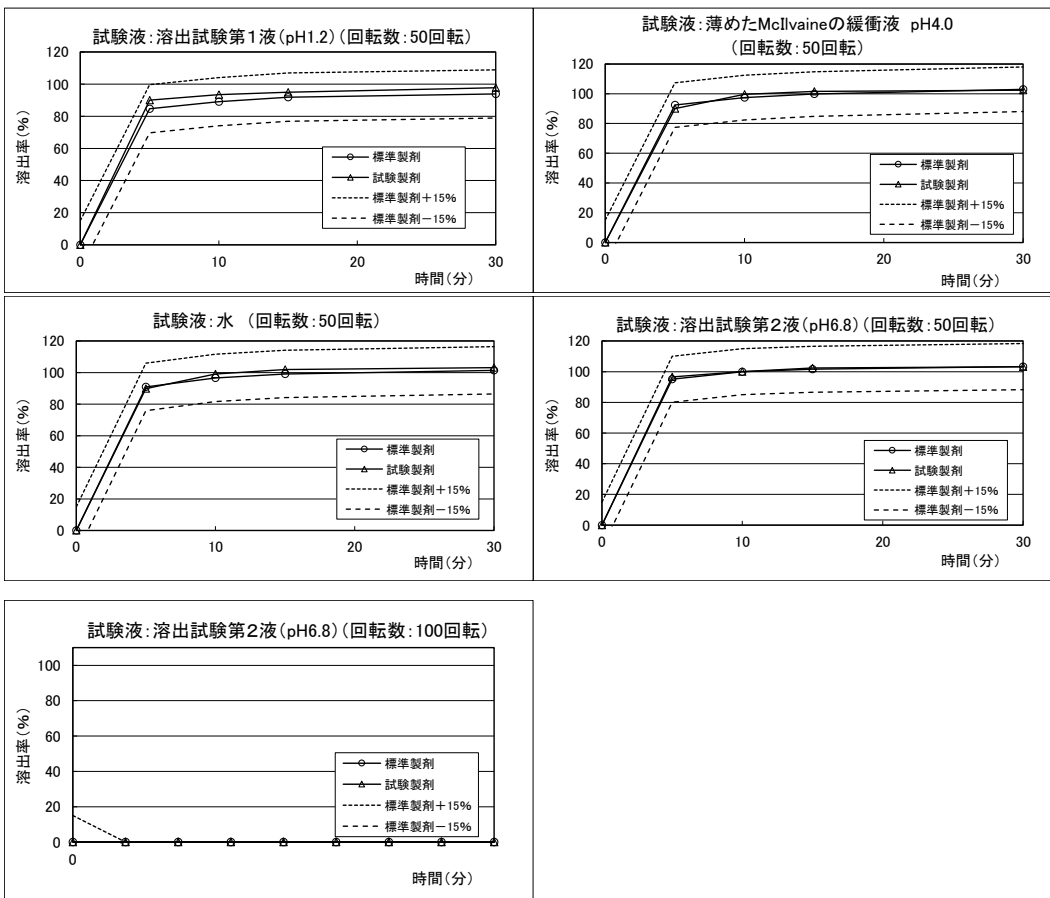 試験液:溶出試験第1液(pH1.2)(回転数:50回転)
溶出率(%)
120
100
80
60
40
20
0
標準製剤
試験製剤
標準製剤+15%
標準製剤-15%
0
10
20
30
時間(分)
試験液:薄めたMcIlvaineの緩衝液 pH4.0
(回転数:50回転)
溶出率(%)
120
100
80
60
40
20
0
標準製剤
試験製剤
標準製剤+15%
標準製剤-15%
0
10
20
30
時間(分)
試験液:水 (回転数:50回転)
溶出率(%)
120
100
80
60
40
20
0
標準製剤
試験製剤
標準製剤+15%
標準製剤-15%
0
10
20
30
時間(分)
試験液:溶出試験第2液(pH6.8)(回転数:50回転)
溶出率(%)
120
100
80
60
40
20
0
標準製剤
試験製剤
標準製剤+15%
標準製剤-15%
0
10
20
30
時間(分)
試験液:溶出試験第2液(pH6.8)(回転数:100回転)
溶出率(%)
100
80
60
40
20
0
標準製剤
試験製剤
標準製剤+15%
標準製剤-15%
0
時間(分)